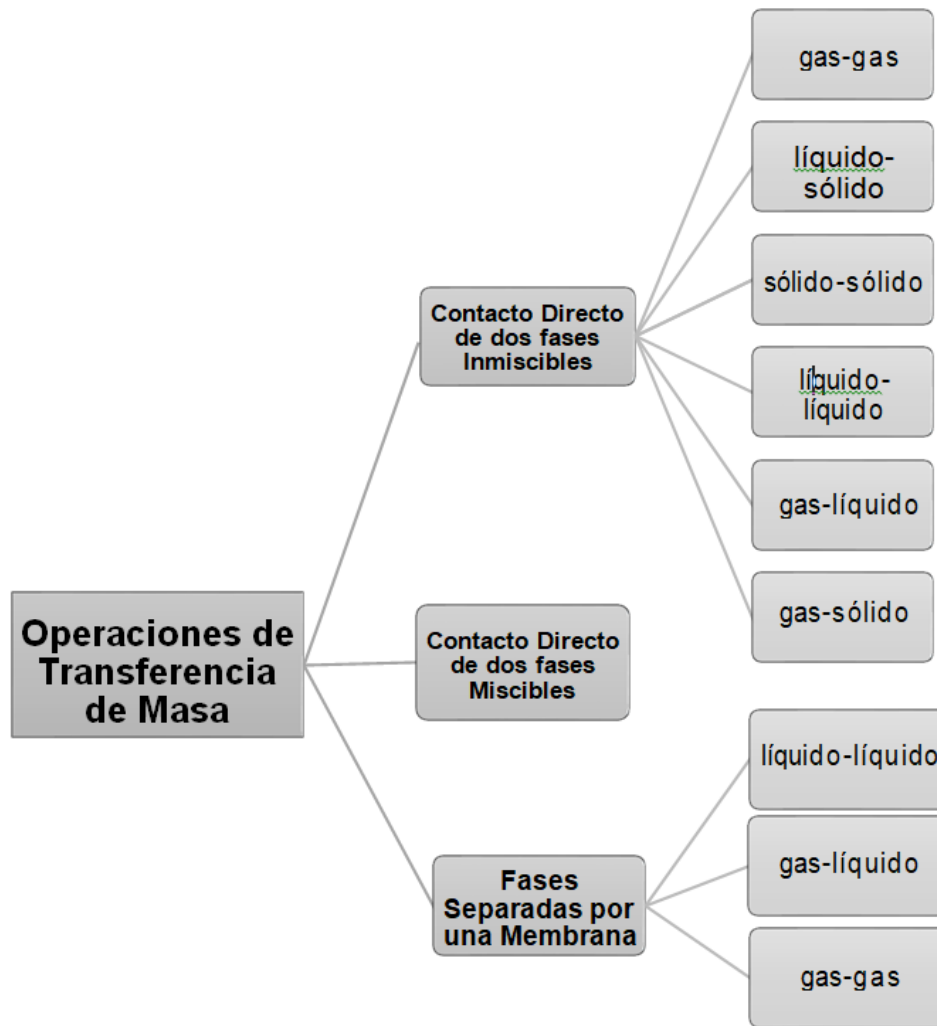 gas-gas
líquido-
sólido
sólido-sólido
líquido-
líquido
gas-líquido
gas-sólido
Contacto Directo
de dos fases
Inmiscibles
Operaciones de
Transferencia
de Masa
Contacto Directo
de dos fases
Miscibles
Fases
Separadas por
una Membrana
líquido-líquido
gas-líquido
gas-gas